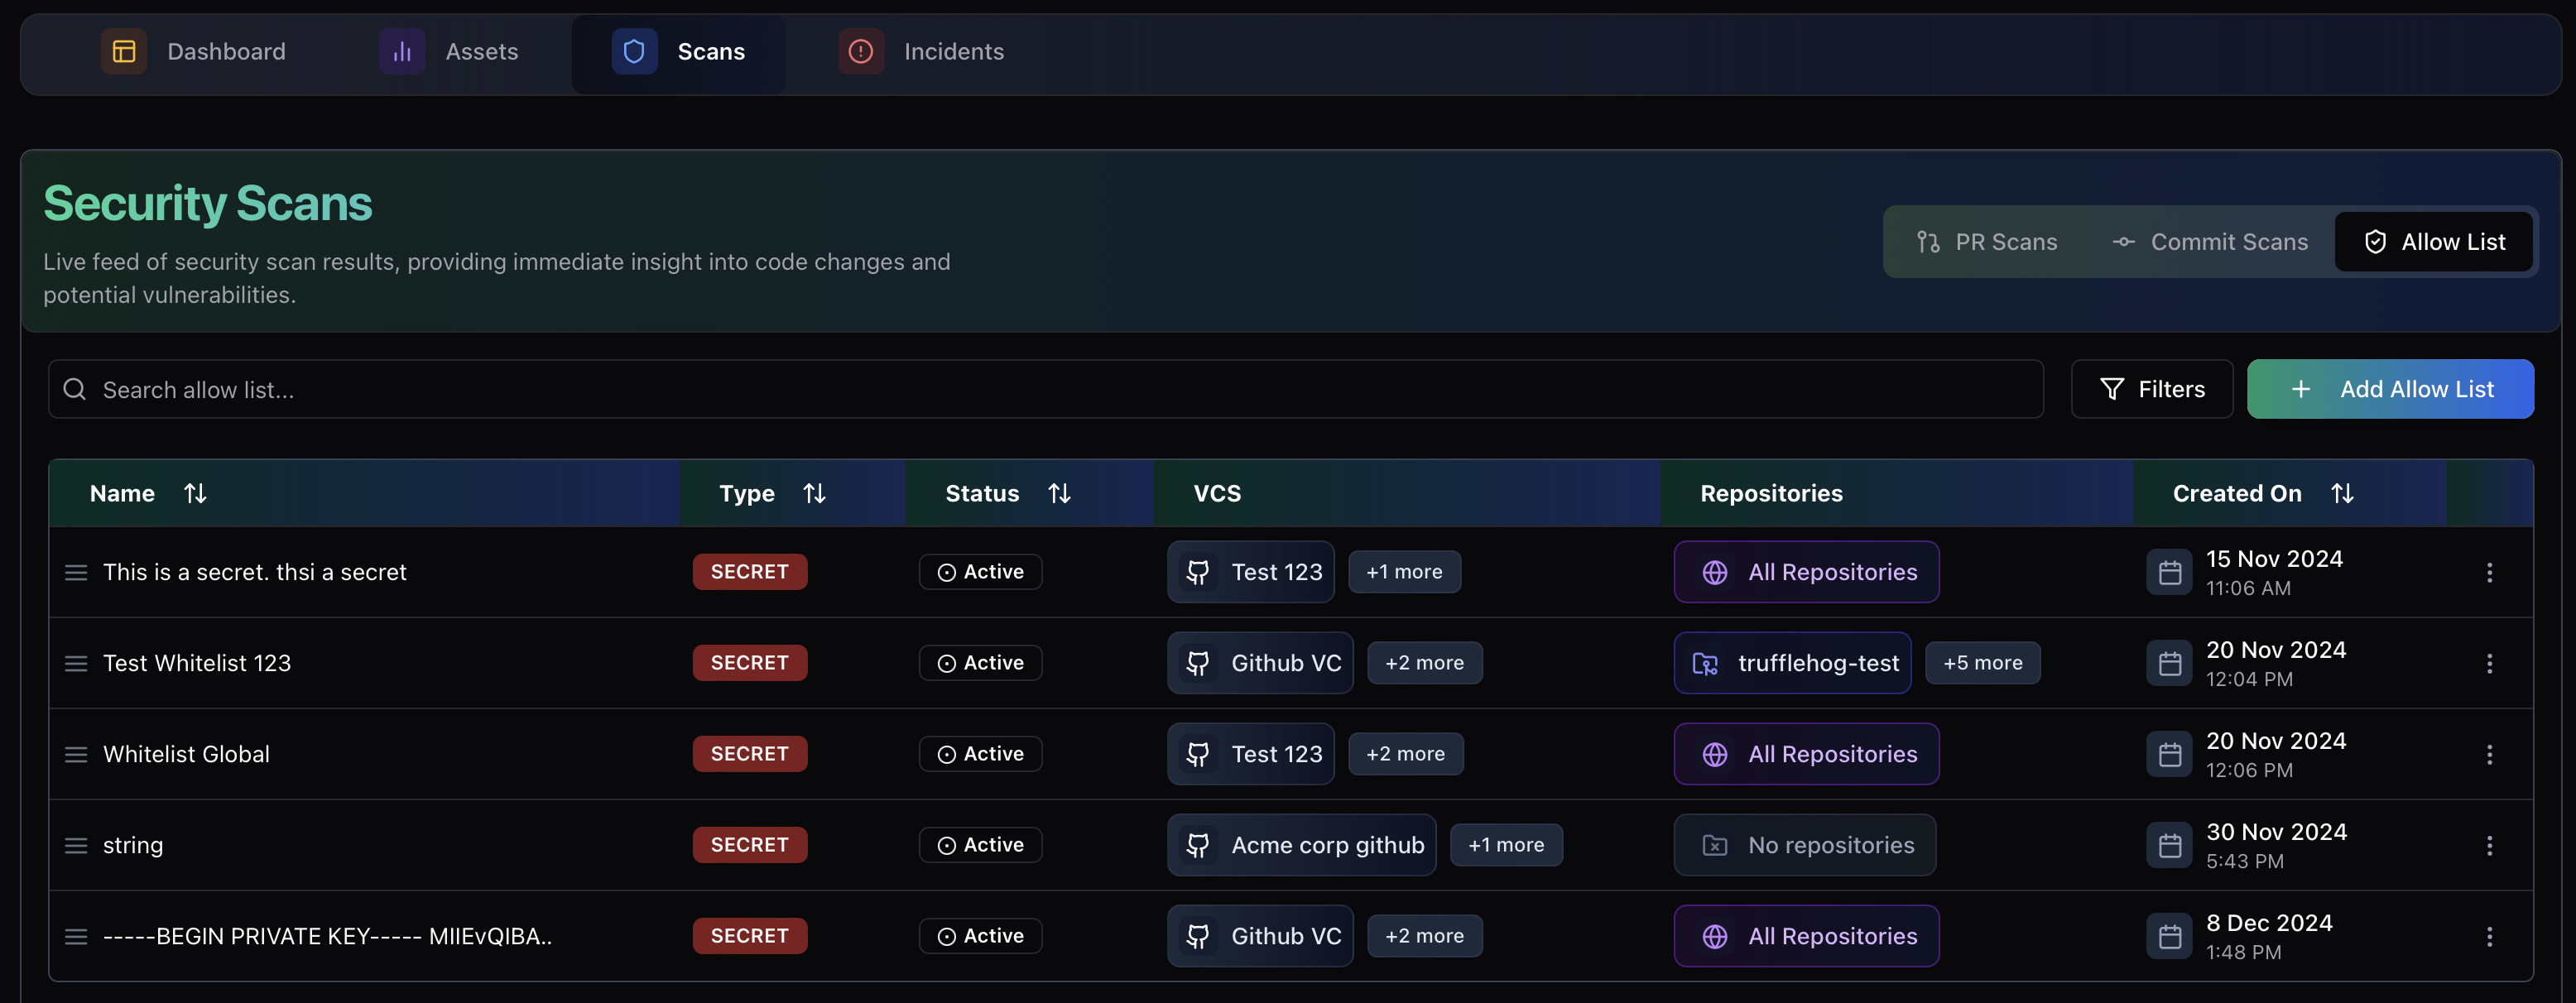 Dashboard
Assets
Scans
Incidents
Security Scans
Live feed of security scan results, providing immediate insight into code changes and
potential vulnerabilities.
PR Scans
Commit Scans
Allow List
Search allow list...
Filters
+ Add Allow List
Name
Type
Status
VCS
Repositories
Created On
This is a secret. thsi a secret
SECRET
Active
Test 123
+1 more
All Repositories
15 Nov 2024
11:06 AM
Test Whitelist 123
SECRET
Active
Github VC
+2 more
trufflehog-test
+5 more
20 Nov 2024
12:04 PM
Whitelist Global
SECRET
Active
Test 123
+2 more
All Repositories
20 Nov 2024
12:06 PM
string
SECRET
Active
Acme corp github
+1 more
No repositories
30 Nov 2024
5:43 PM
-----BEGIN PRIVATE KEY----- MIIEvQIBA..
SECRET
Active
Github VC
+2 more
All Repositories
8 Dec 2024
1:48 PM